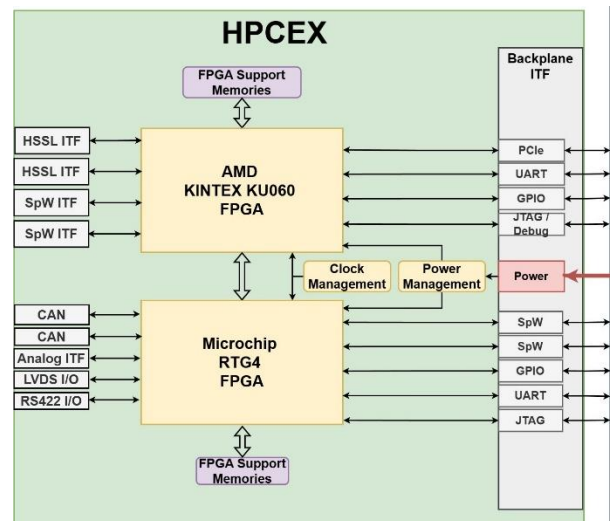 HPCEX
Backplane
ITF
FPGA Support
Memories
HSSL ITF
HSSL ITF
SpW ITF
SpW ITF
AMD
KINTEX KU060
FPGA
PCIe
UART
GPIO
JTAG /
Debug
Clock
Management
Power
Management
Power
CAN
CAN
Analog ITF
LVDS I/O
RS422 I/O
Microchip
RTG4
FPGA
SpW
SpW
GPIO
UART
JTAG
FPGA Support
Memories